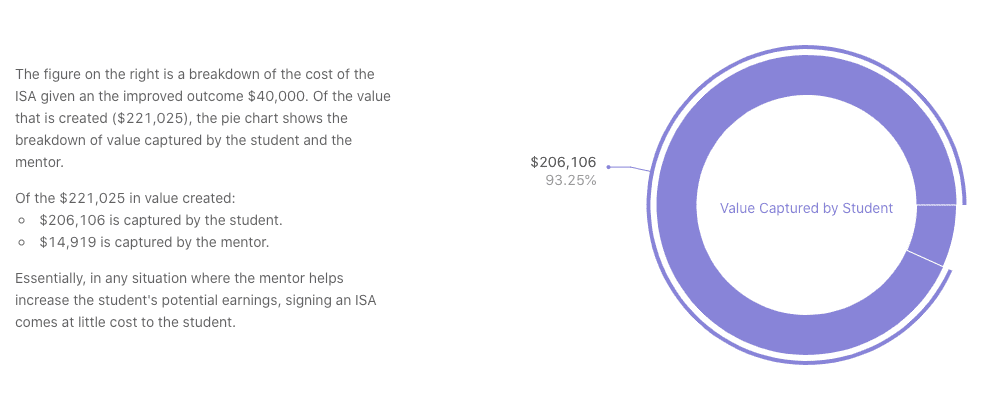 The figure on the right is a breakdown of the cost of the
ISA given an the improved outcome $40,000. Of the value
that is created ($221,025), the pie chart shows the
breakdown of value captured by the student and the
mentor.
Of the $221,025 in value created:
$206,106 is captured by the student.
$14,919 is captured by the mentor.
Essentially, in any situation where the mentor helps
increase the student's potential earnings, signing an ISA
comes at little cost to the student.
$206,106
93.25%
Value Captured by Student